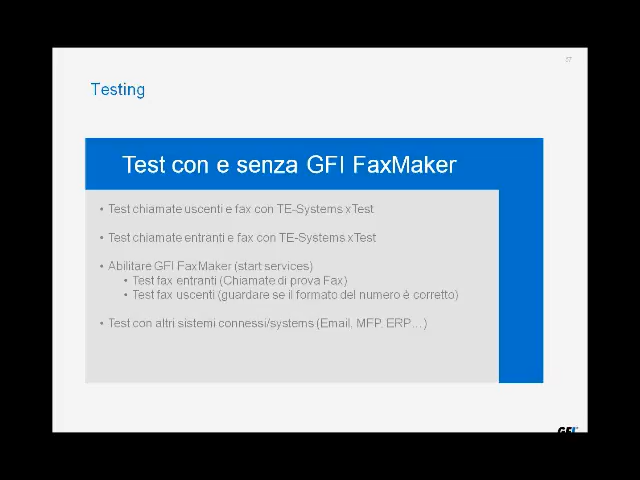 57
Testing
Test con e senza GFI FaxMaker
• Test chiamate uscenti e fax con TE-Systems xTest
• Test chiamate entranti e fax con TE-Systems xTest
• Abilitare GFI FaxMaker (start services)
• Test fax entranti (Chiamate di prova Fax)
• Test fax uscenti (guardare se il formato del numero è corretto)
• Test con altri sistemi connessi/systems (Email, MFP, ERP…)
GFI